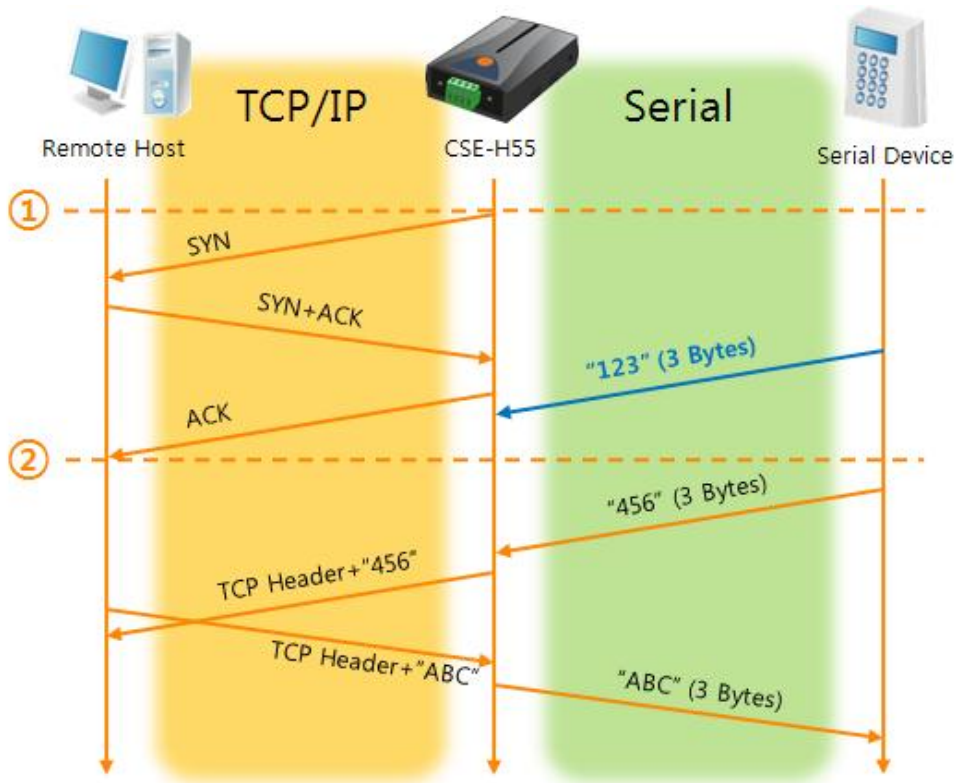 TCP/IP
Serial
Remote Host
CSE-H55
Serial Device
①
SYN
SYN+ACK
"123" (3 Bytes)
ACK
②
"456" (3 Bytes)
TCP Header+"456"
TCP Header+"ABC"
"ABC" (3 Bytes)